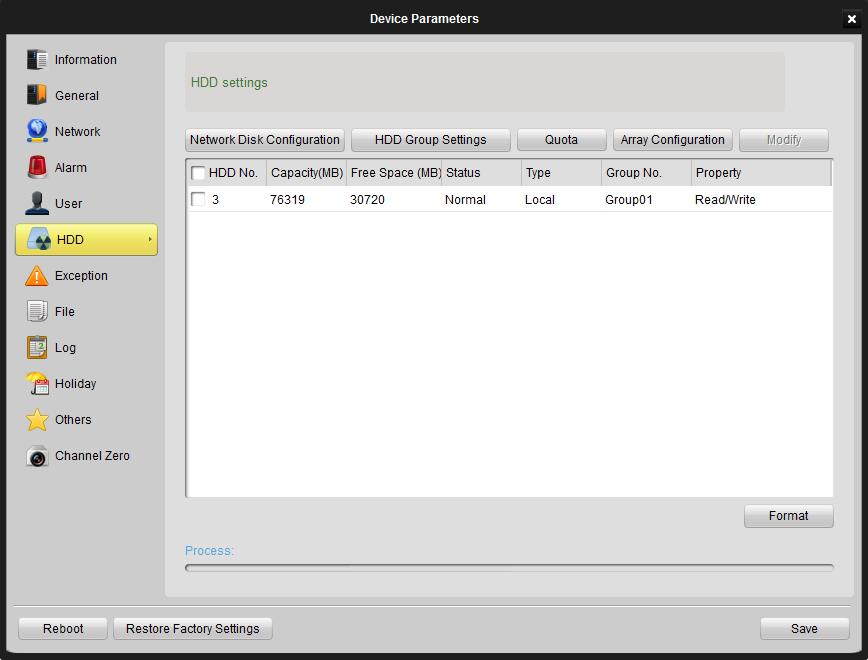 Device Parameters
Information
General
Network
Alarm
User
HDD
Exception
File
Log
2
Holiday
Others
Channel Zero
HDD settings
Network Disk Configuration HDD Group Settings Quota Array Configuration Modify
HDD No. Capacity(MB) Free Space (MB) Status Type Group No. Property
3 76319 30720 Normal Local Group01 Read/Write
Format
Process:
Reboot Restore Factory Settings Save